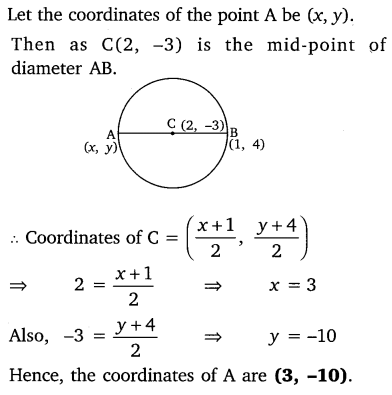 Let the coordinates of the point A be (x, y).
Then as C(2, –3) is the mid-point of
diameter AB.
C (2, –3)
A B
(x, y) (1, 4)
∴ Coordinates of C = ( x + 1 / 2 , y + 4 / 2 )
⇒ 2 = x + 1 / 2 ⇒ x = 3
Also, –3 = y + 4 / 2 ⇒ y = –10
Hence, the coordinates of A are (3, –10).